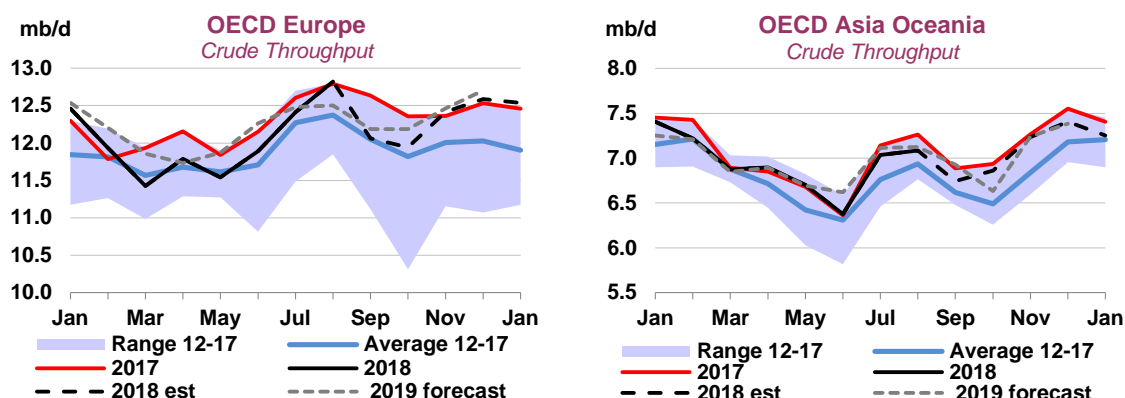 OECD Europe
mb/d
Crude Throughput
13.0
12.5
12.0
11.5
11.0
10.5
10.0
Jan Mar May Jul Sep Nov Jan
Range 12-17 Average 12-17
2017 2018
2018 est 2019 forecast
OECD Asia Oceania
mb/d
Crude Throughput
8.0
7.5
7.0
6.5
6.0
5.5
Jan Mar May Jul Sep Nov Jan
Range 12-17 Average 12-17
2017 2018
2018 est 2019 forecast